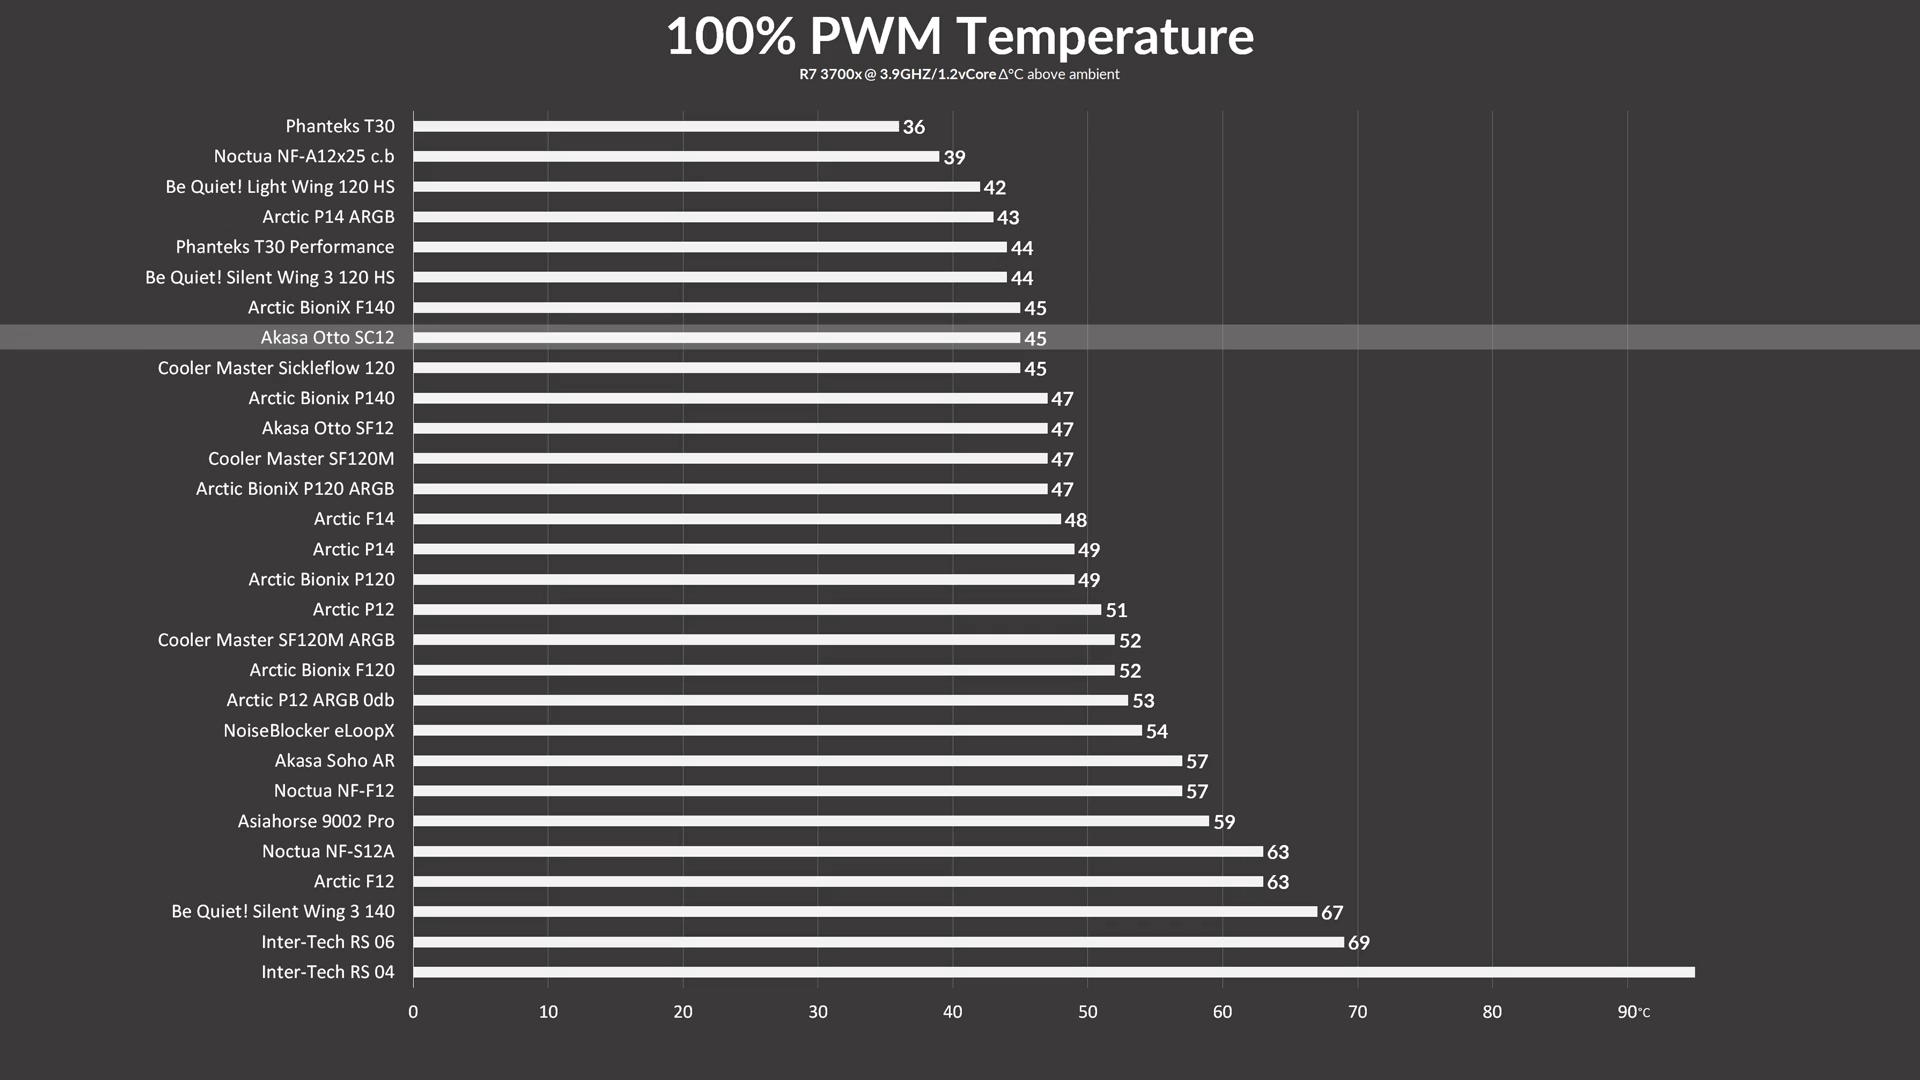 100% PWM Temperature
R7 3700x @ 3.9GHZ/1.2vCore Δ°C above ambient
Phanteks T30 36
Noctua NF-A12x25 c.b 39
Be Quiet! Light Wing 120 HS 42
Arctic P14 ARGB 43
Phanteks T30 Performance 44
Be Quiet! Silent Wing 3 120 HS 44
Arctic BioniX F140 45
Akasa Otto SC12 45
Cooler Master Sickleflow 120 45
Arctic Bionix P140 47
Akasa Otto SF12 47
Cooler Master SF120M 47
Arctic BioniX P120 ARGB 47
Arctic F14 48
Arctic P14 49
Arctic Bionix P120 49
Arctic P12 51
Cooler Master SF120M ARGB 52
Arctic Bionix F120 52
Arctic P12 ARGB 0db 53
NoiseBlocker eLoopX 54
Akasa Soho AR 57
Noctua NF-F12 57
Asiahorse 9002 Pro 59
Noctua NF-S12A 63
Arctic F12 63
Be Quiet! Silent Wing 3 140 67
Inter-Tech RS 06 69
Inter-Tech RS 04
0 10 20 30 40 50 60 70 80 90°C